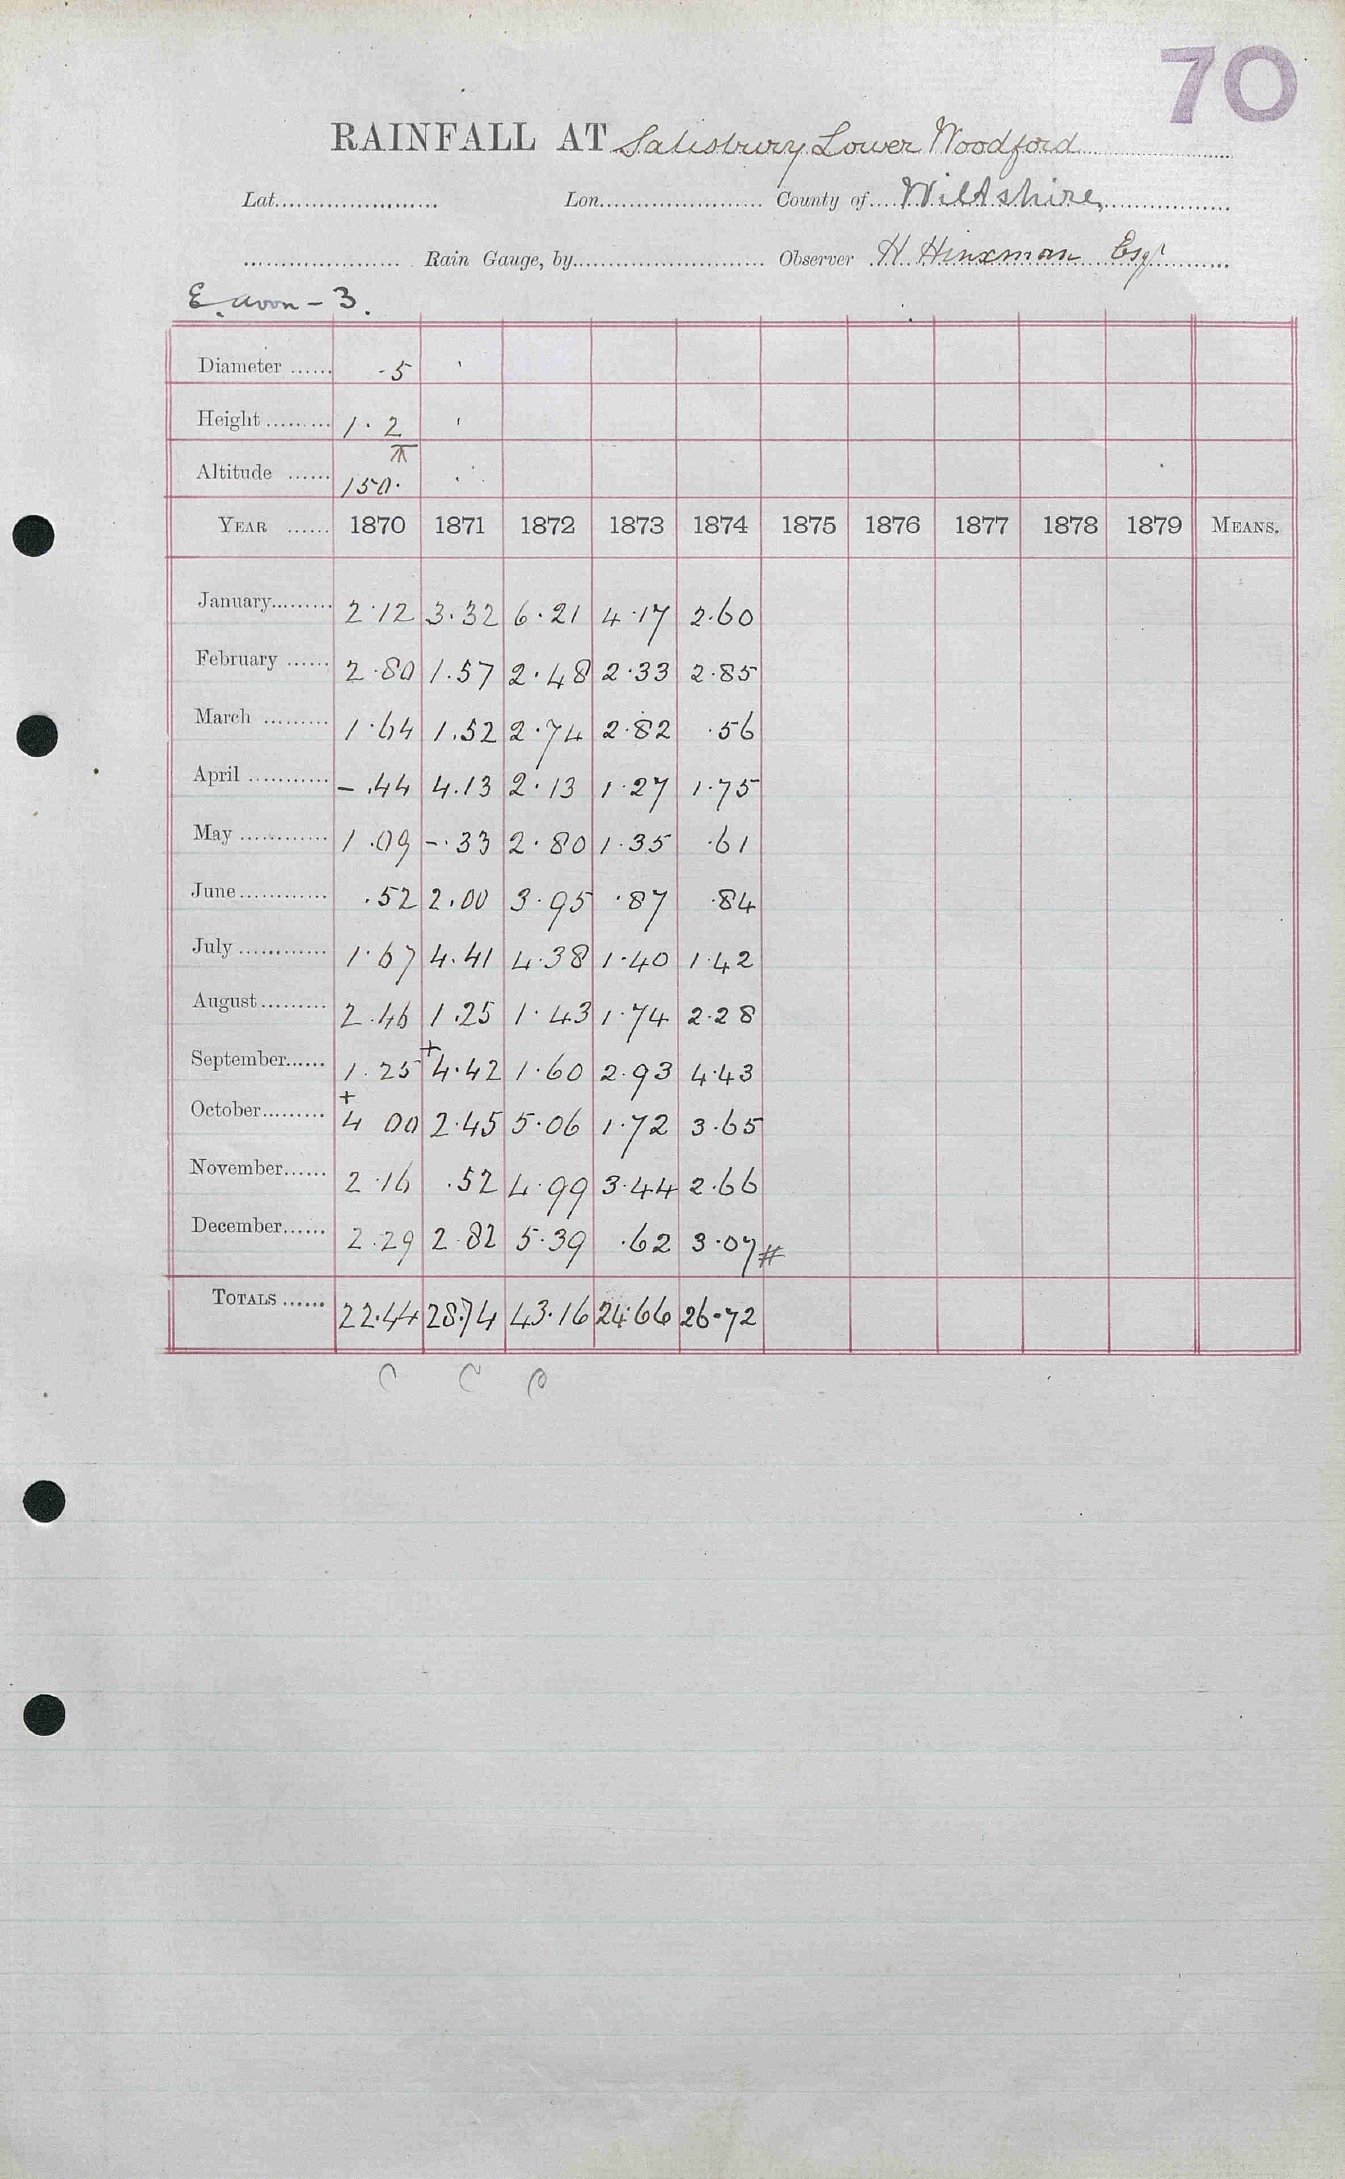 70
RAINFALL AT Salisbury Lower Woodford
Lat. Lon. County of Wiltshire
Rain Gauge, by Observer H Hinxman Esqr
E. Avon - 3.
Diameter ...... 5
Height ......... 1.2
Altitude ...... 150.
YEAR ...... 1870 1871 1872 1873 1874 1875 1876 1877 1878 1879 MEANS.
January......... 2.12 3.32 6.21 4.17 2.60
February ...... 2.80 1.57 2.48 2.33 2.85
March ......... 1.64 1.52 2.74 2.82 .56
April ............ - .44 4.13 2.13 1.27 1.75
May ............ 1.09 - .33 2.80 1.35 .61
June............ .52 2.00 3.95 .87 .84
July ............ 1.67 4.41 4.38 1.40 1.42
August......... 2.46 1.25 1.43 1.74 2.28
September...... 1.25 +4.42 1.60 2.93 4.43
October......... +4 00 2.45 5.06 1.72 3.65
November...... 2.16 .52 4.99 3.44 2.66
December...... 2.29 2.82 5.39 .62 3.07#
TOTALS ...... 22.44 28.74 43.16 24.66 26.72